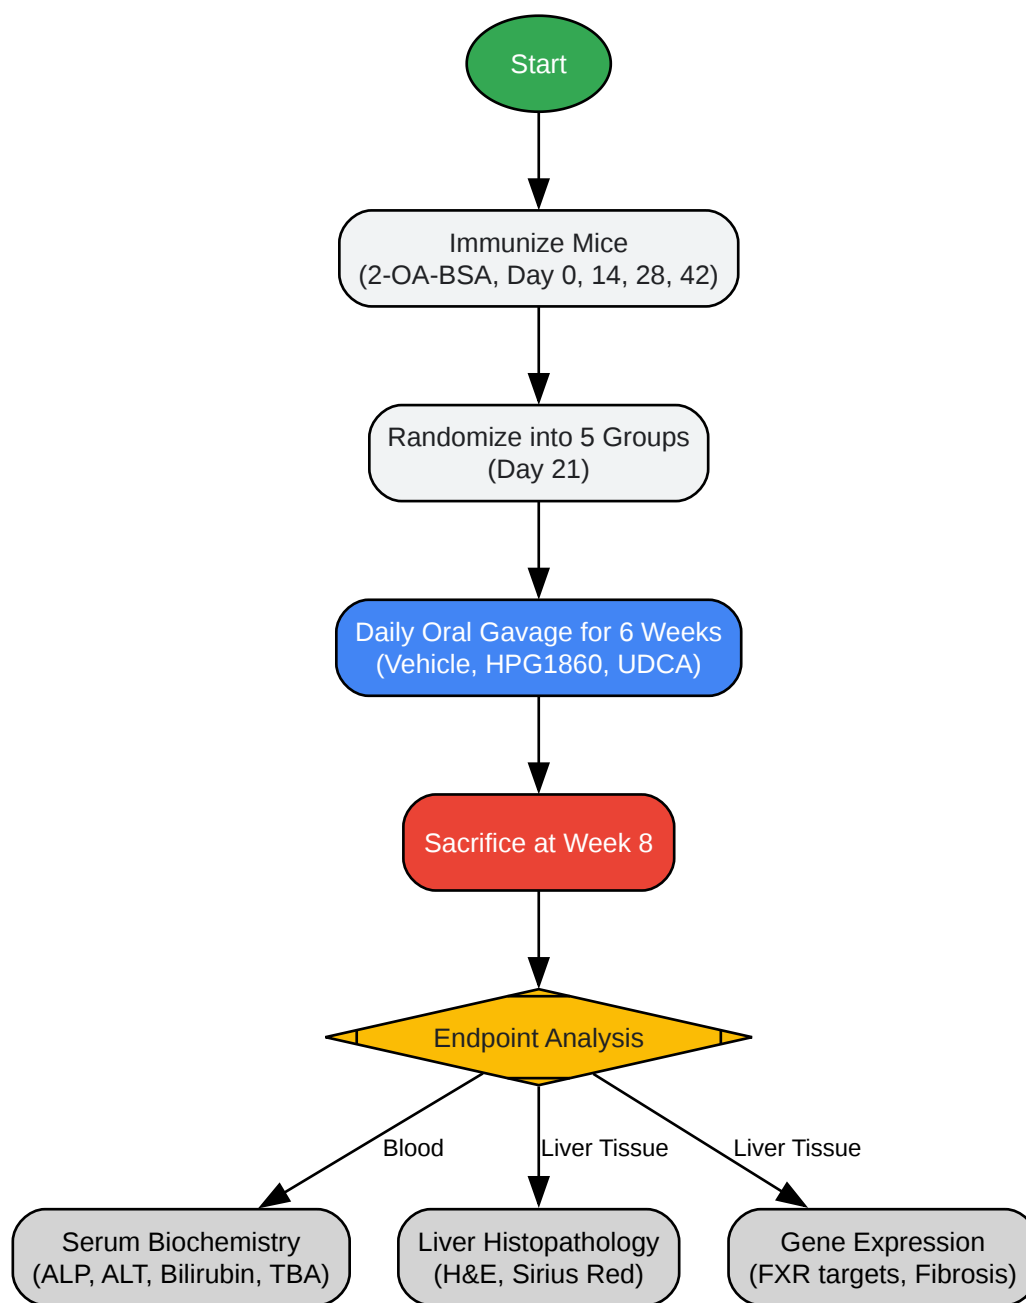 Start
Immunize Mice
(2-OA-BSA, Day 0, 14, 28, 42)
Randomize into 5 Groups
(Day 21)
Daily Oral Gavage for 6 Weeks
(Vehicle, HPG1860, UDCA)
Sacrifice at Week 8
Endpoint Analysis
Blood
Liver Tissue
Liver Tissue
Serum Biochemistry
(ALP, ALT, Bilirubin, TBA)
Liver Histopathology
(H&E, Sirius Red)
Gene Expression
(FXR targets, Fibrosis)